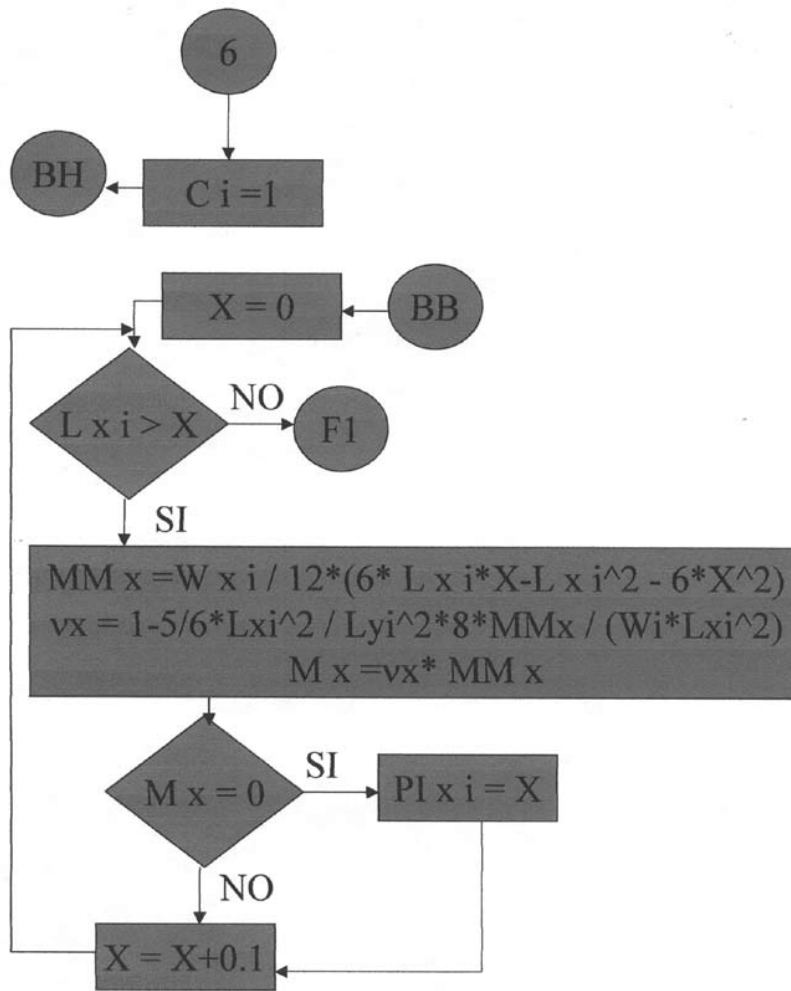 6
BH
C i =1
X = 0
BB
L x i > X
NO
F1
SI
MM x =W x i / 12*(6* L x i*X-L x i^2 - 6*X^2)
νx = 1-5/6*Lxi^2 / Lyi^2*8*MMx / (Wi*Lxi^2)
M x =νx* MM x
M x = 0
SI
PI x i = X
NO
X = X+0.1